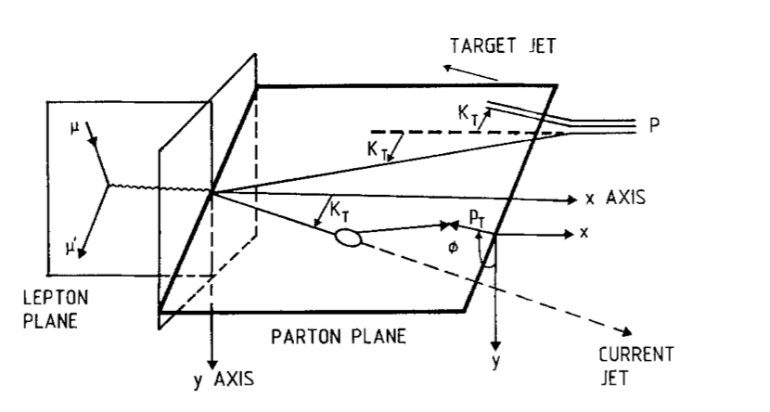 TARGET JET
μ
K_T
P
K_T
x AXIS
K_T
P_T
x
μ'
ϕ
LEPTON
PLANE
PARTON PLANE
y
CURRENT
JET
y AXIS